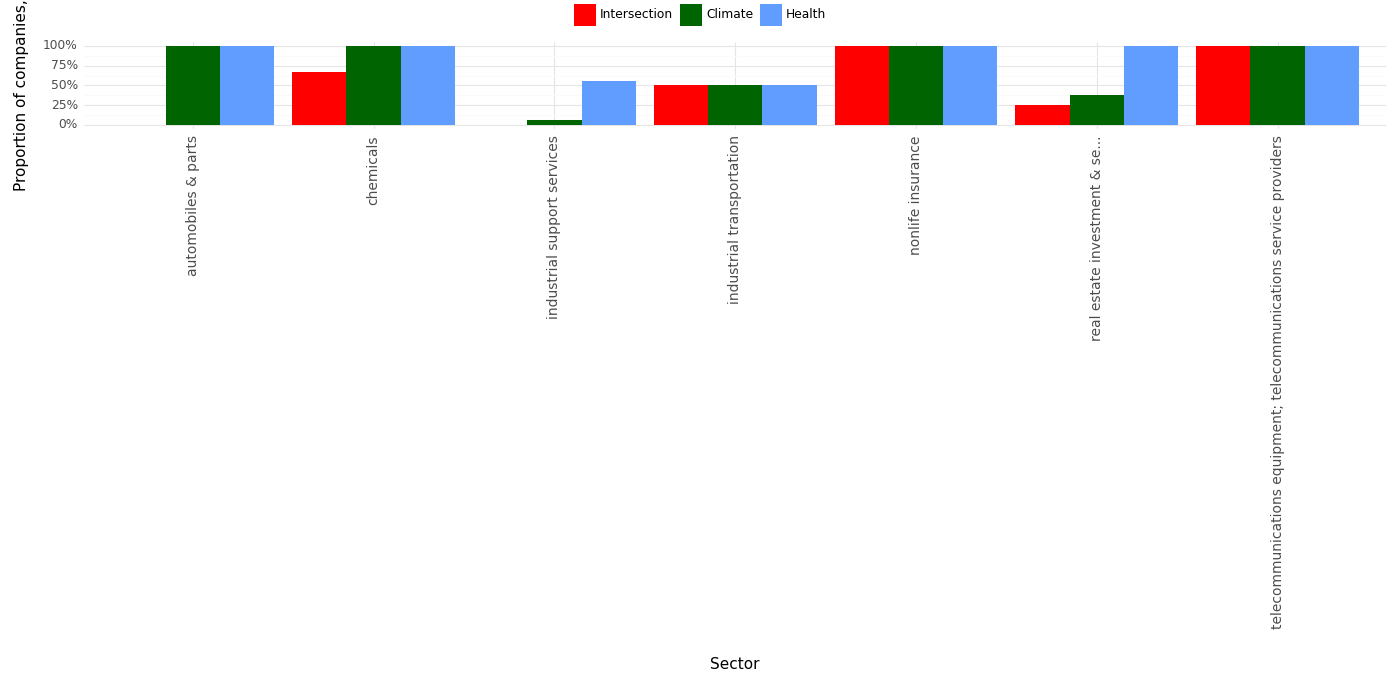 Intersection Climate Health
Proportion of companies,
100%
75%
50%
25%
0%
automobiles & parts
chemicals
industrial support services
industrial transportation
nonlife insurance
real estate investment & se...
telecommunications equipment; telecommunications service providers
Sector